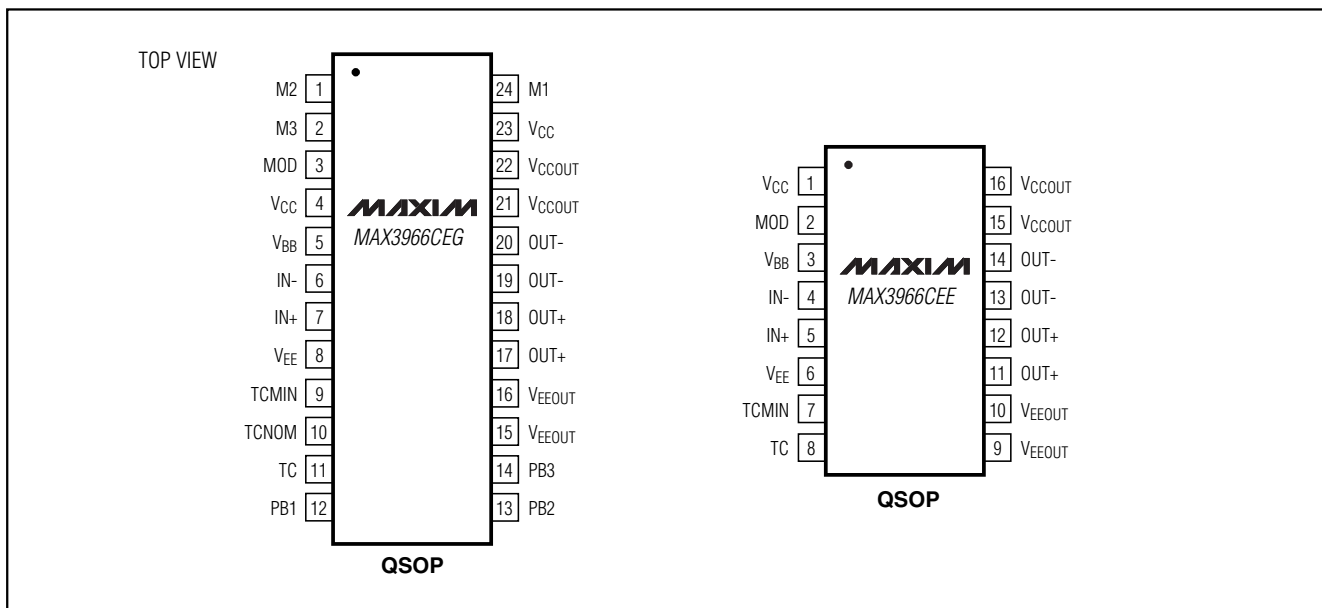 TOP VIEW
M2 1
M3 2
MOD 3
VCC 4
VBB 5
IN- 6
IN+ 7
VEE 8
TCMIN 9
TCNOM 10
TC 11
PB1 12
MAXIM
MAX3966CEG
24 M1
23 VCC
22 VCCOUT
21 VCCOUT
20 OUT-
19 OUT-
18 OUT+
17 OUT+
16 VEEOUT
15 VEEOUT
14 PB3
13 PB2
QSOP
VCC 1
MOD 2
VBB 3
IN- 4
IN+ 5
VEE 6
TCMIN 7
TC 8
MAXIM
MAX3966CEE
16 VCCOUT
15 VCCOUT
14 OUT-
13 OUT-
12 OUT+
11 OUT+
10 VEEOUT
9 VEEOUT
QSOP